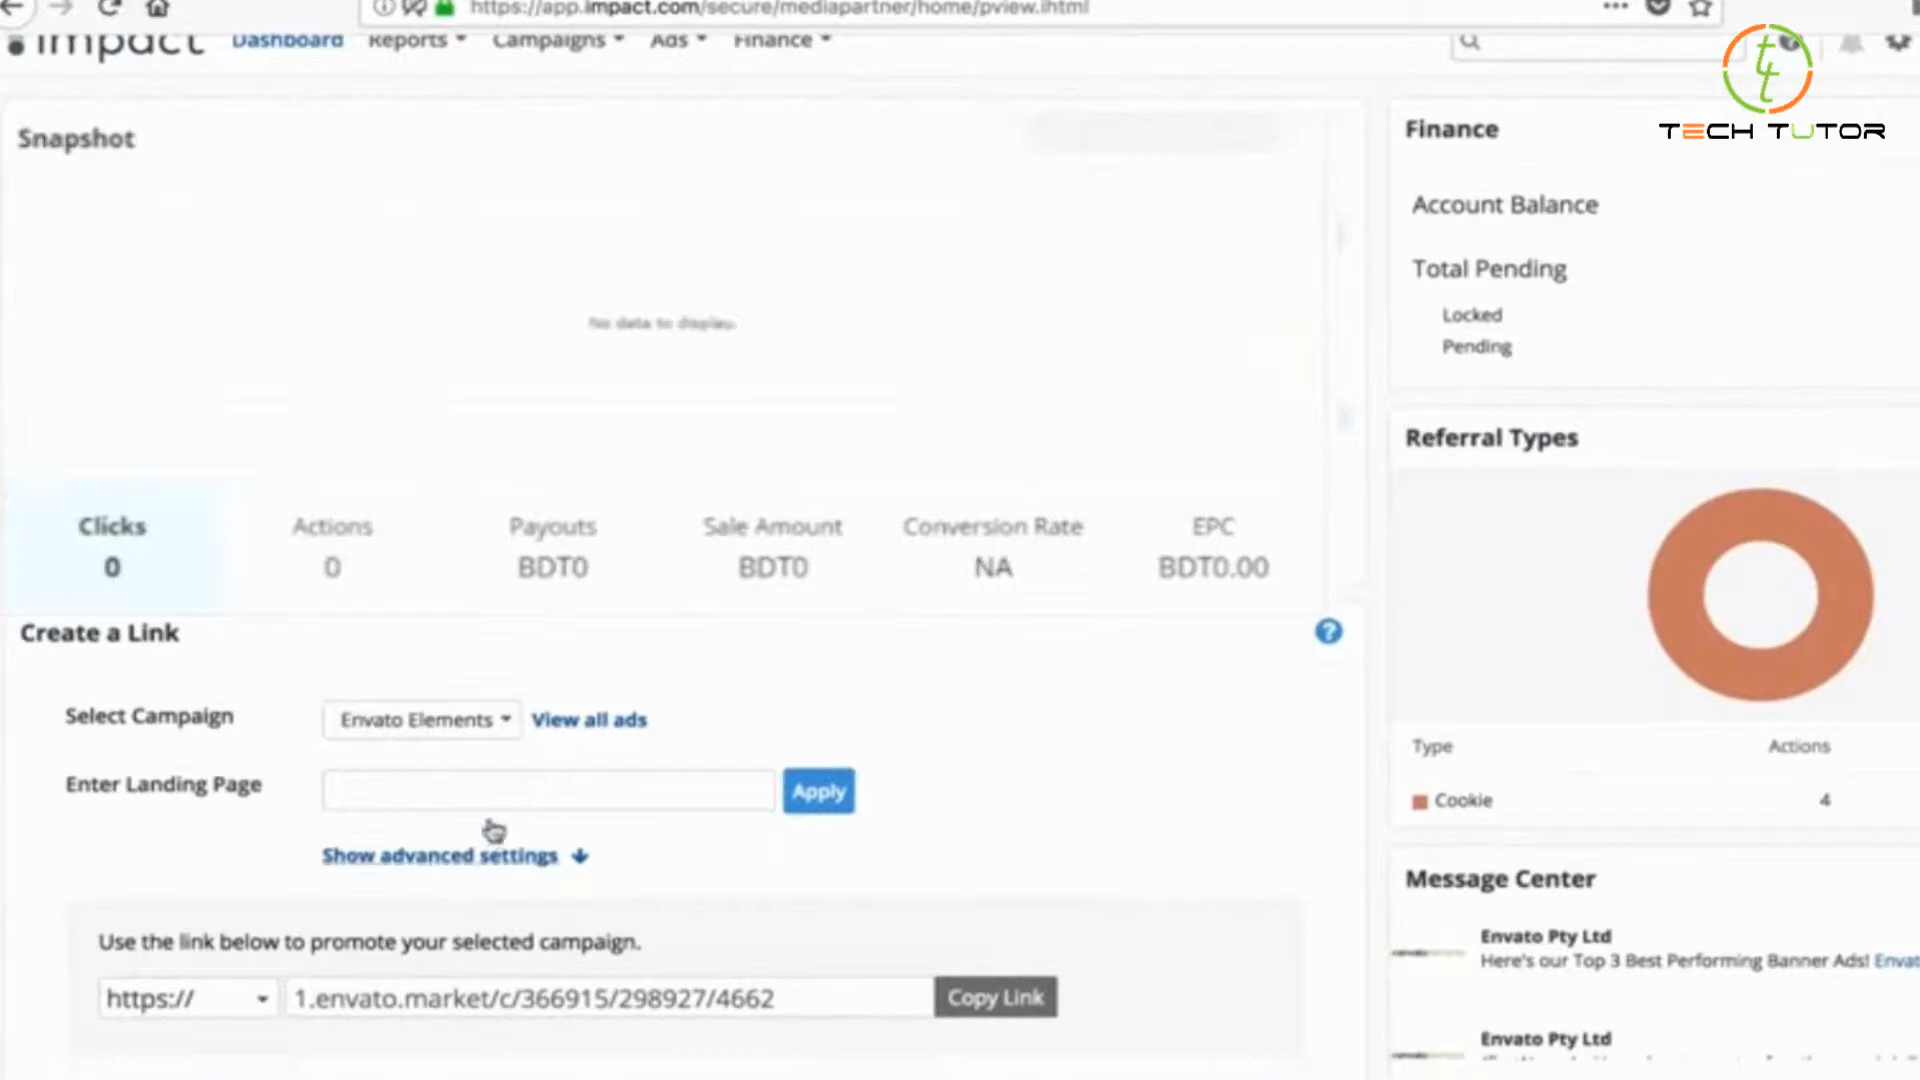 https://app.impact.com/secure/mediapartner/home/pview.ihtml
impact Dashboard Reports Campaigns Ads Finance
TECH TUTOR
Snapshot
No data to display.
Clicks Actions Payouts Sale Amount Conversion Rate EPC
0 0 BDT0 BDT0 NA BDT0.00
Create a Link
?
Select Campaign Envato Elements View all ads
Enter Landing Page Apply
Show advanced settings
Use the link below to promote your selected campaign.
https:// 1.envato.market/c/366915/298927/4662 Copy Link
Finance
Account Balance
Total Pending
Locked
Pending
Referral Types
Type Actions
Cookie 4
Message Center
Envato Pty Ltd
Here's our Top 3 Best Performing Banner Ads! Envat
Envato Pty Ltd